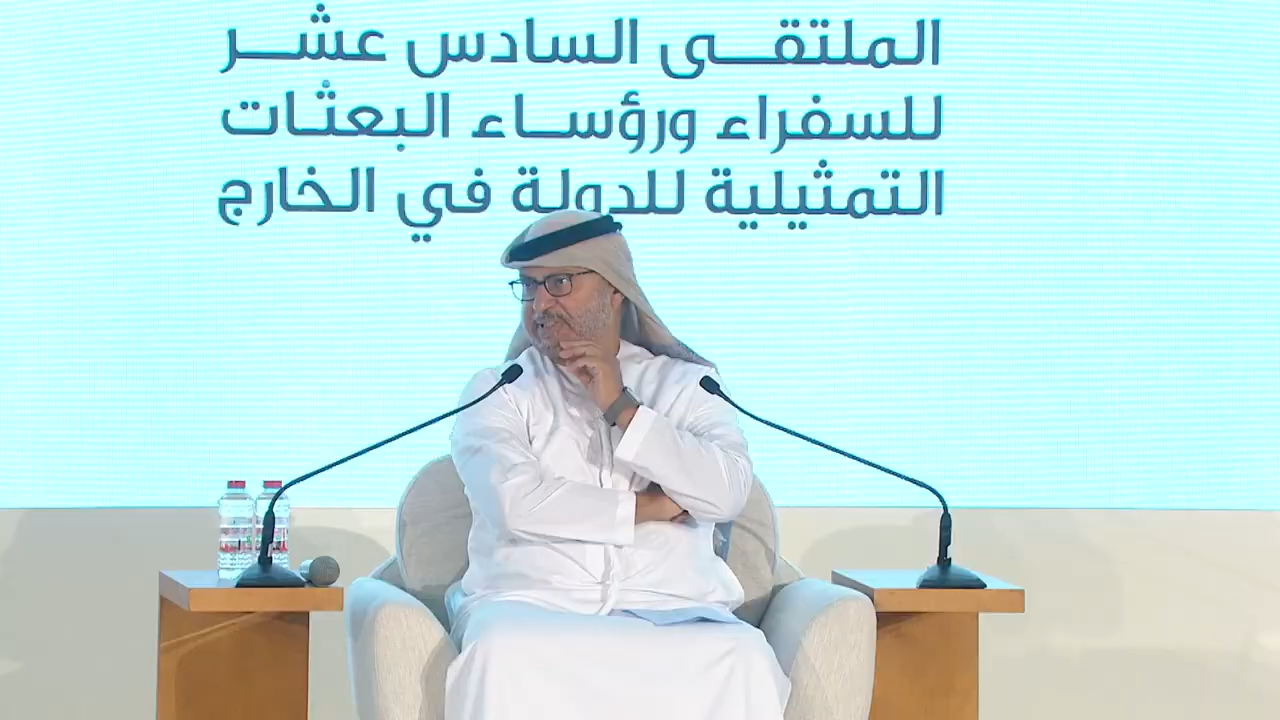 الملتقى السادس عشر
للسفراء ورؤساء البعثات
التمثيلية للدولة في الخارج